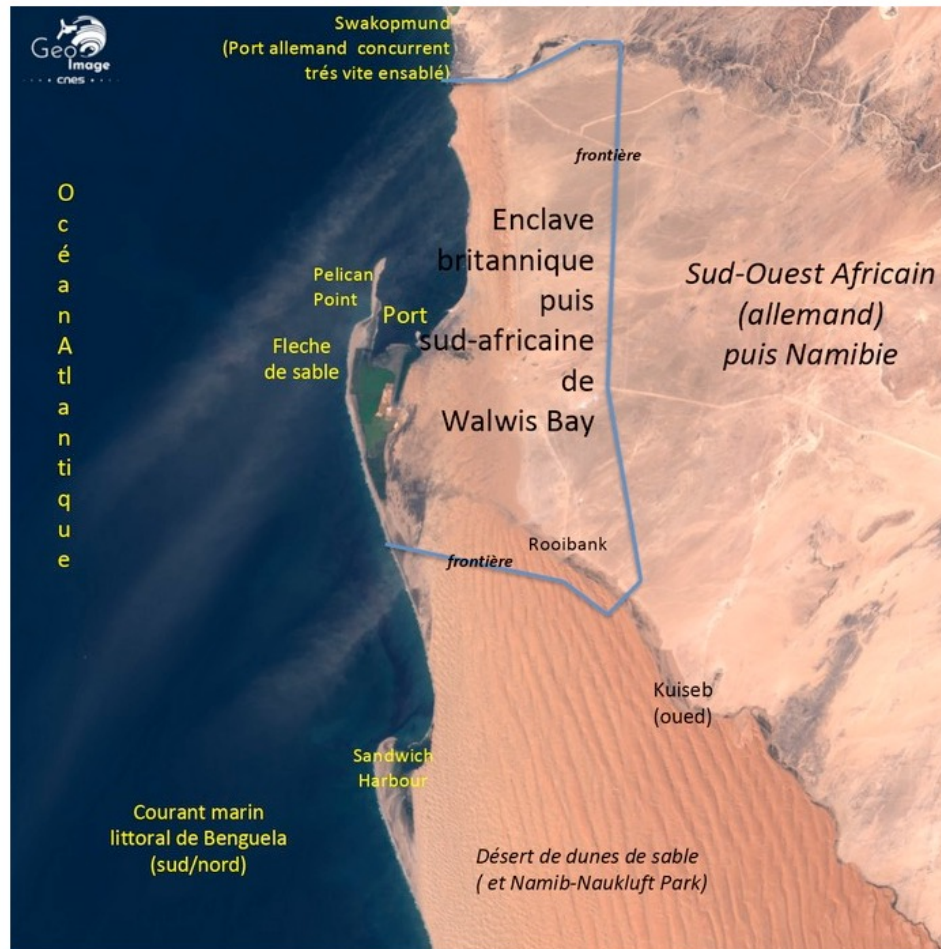 Geo
Image
cnes
Swakopmund
(Port allemand concurrent
trés vite ensablé)
frontière
Océan Atlantique
Enclave
britannique
puis
sud-africaine
de
Walwis Bay
Sud-Ouest Africain
(allemand)
puis Namibie
Pelican
Point
Port
Fleche
de sable
Rooibank
frontière
Kuiseb
(oued)
Sandwich
Harbour
Courant marin
littoral de Benguela
(sud/nord)
Désert de dunes de sable
( et Namib-Naukluft Park)